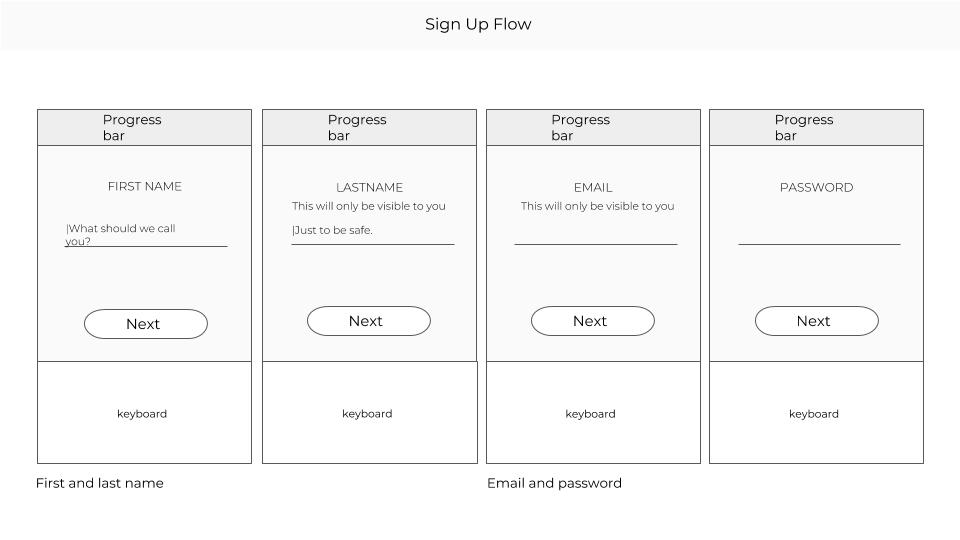 Sign Up Flow
Progress
bar
FIRST NAME
|What should we call
you?
Next
keyboard
Progress
bar
LASTNAME
This will only be visible to you
|Just to be safe.
Next
keyboard
First and last name
Progress
bar
EMAIL
This will only be visible to you
Next
keyboard
Progress
bar
PASSWORD
Next
keyboard
Email and password